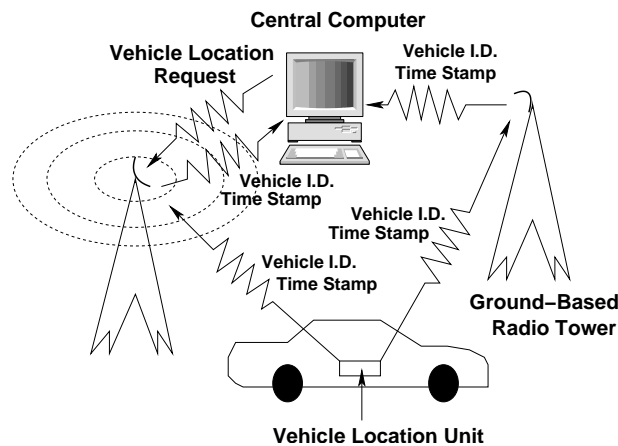 Central Computer
Vehicle Location
Request
Vehicle I.D.
Time Stamp
Vehicle I.D.
Time Stamp
Vehicle I.D.
Time Stamp
Vehicle I.D.
Time Stamp
Ground–Based
Radio Tower
Vehicle Location Unit